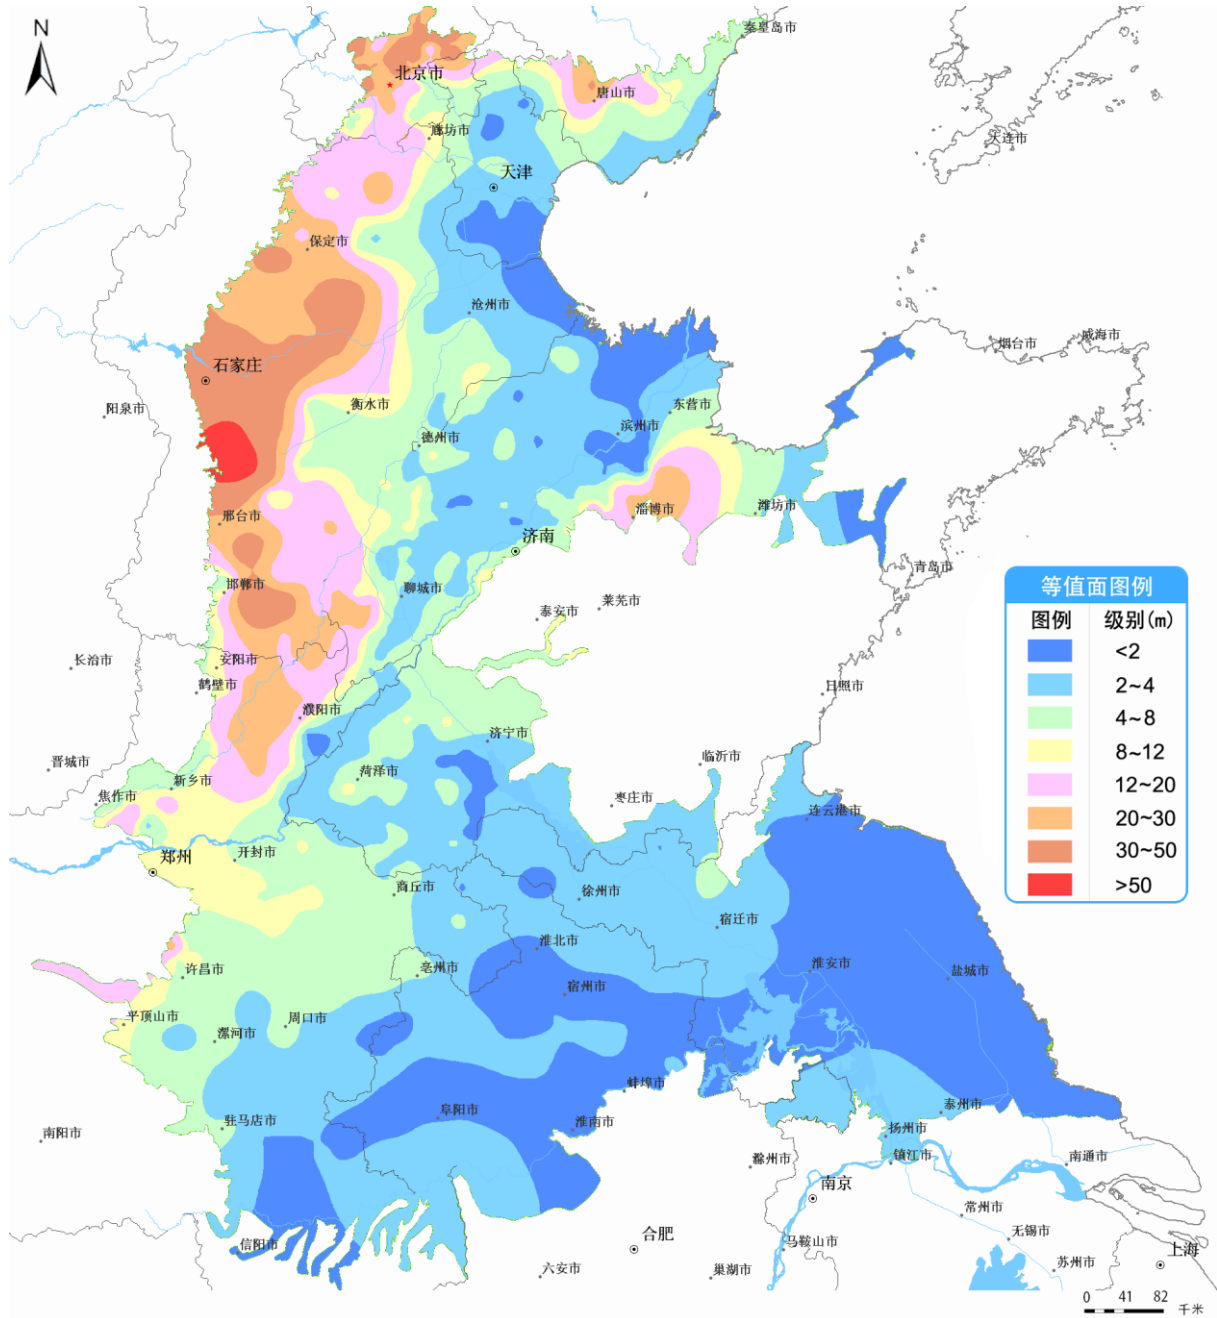 N
秦皇岛市
北京市
唐山市
廊坊市
大连市
天津
保定市
沧州市
石家庄
烟台市
威海市
阳泉市
衡水市
东营市
德州市
滨州市
邢台市
淄博市
潍坊市
济南
青岛市
邯郸市
聊城市
泰安市
莱芜市
长治市
安阳市
鹤壁市
日照市
濮阳市
济宁市
晋城市
新乡市
菏泽市
临沂市
焦作市
枣庄市
连云港市
郑州
开封市
商丘市
徐州市
宿迁市
淮北市
许昌市
亳州市
宿州市
淮安市
盐城市
平顶山市
漯河市
周口市
蚌埠市
驻马店市
阜阳市
淮南市
泰州市
扬州市
南阳市
滁州市
镇江市
南通市
南京
常州市
信阳市
合肥
马鞍山市
无锡市
上海
六安市
巢湖市
苏州市
等值面图例
图例 级别(m)
<2
2~4
4~8
8~12
12~20
20~30
30~50
>50
0 41 82
千米